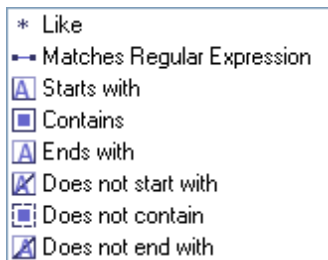 * Like
Matches Regular Expression
A Starts with
Contains
A Ends with
A Does not start with
Does not contain
A Does not end with